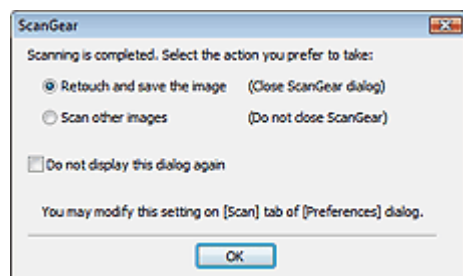 ScanGear
Scanning is completed. Select the action you prefer to take:
Retouch and save the image (Close ScanGear dialog)
Scan other images (Do not close ScanGear)
Do not display this dialog again
You may modify this setting on [Scan] tab of [Preferences] dialog.
OK